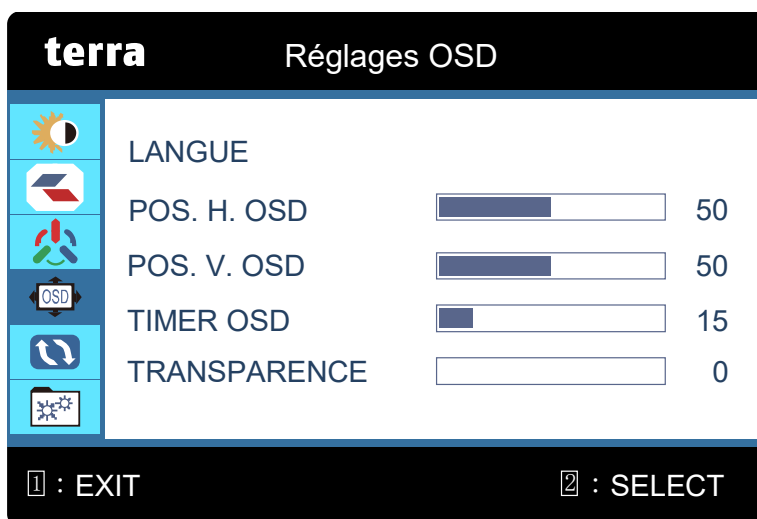 terra Réglages OSD
LANGUE
POS. H. OSD 50
POS. V. OSD 50
OSD
TIMER OSD 15
TRANSPARENCE 0
1 : EXIT 2 : SELECT